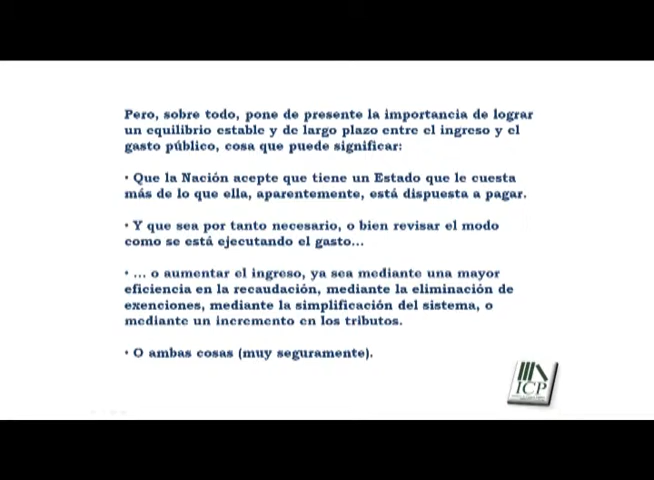 Pero, sobre todo, pone de presente la importancia de lograr
un equilibrio estable y de largo plazo entre el ingreso y el
gasto público, cosa que puede significar:
• Que la Nación acepte que tiene un Estado que le cuesta
más de lo que ella, aparentemente, está dispuesta a pagar.
• Y que sea por tanto necesario, o bien revisar el modo
como se está ejecutando el gasto...
• ... o aumentar el ingreso, ya sea mediante una mayor
eficiencia en la recaudación, mediante la eliminación de
exenciones, mediante la simplificación del sistema, o
mediante un incremento en los tributos.
• O ambas cosas (muy seguramente).
ICP